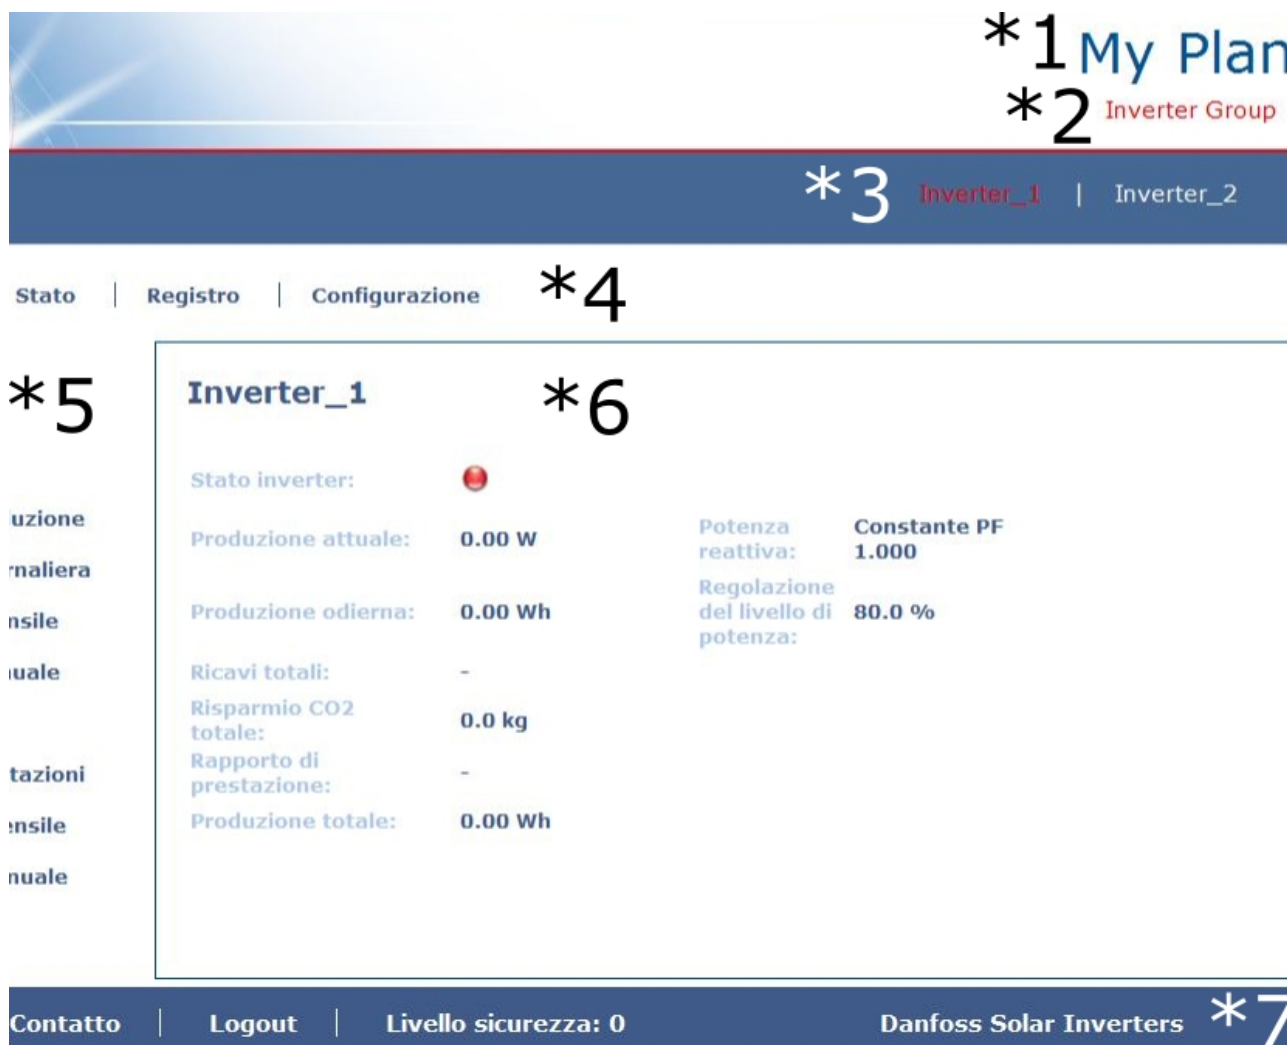 *1 My Plan
*2 Inverter Group
*3 Inverter_1 | Inverter_2
Stato | Registro | Configurazione *4
*5
uzione
rnaliera
nsile
uale
tazioni
ensile
nuale
Inverter_1 *6
Stato inverter:
Produzione attuale: 0.00 W
Potenza
reattiva:
Constante PF
1.000
Produzione odierna: 0.00 Wh
Regolazione
del livello di
potenza:
80.0 %
Ricavi totali: -
Risparmio CO2
totale:
0.0 kg
Rapporto di
prestazione:
-
Produzione totale: 0.00 Wh
Contatto | Logout | Livello sicurezza: 0 Danfoss Solar Inverters *7